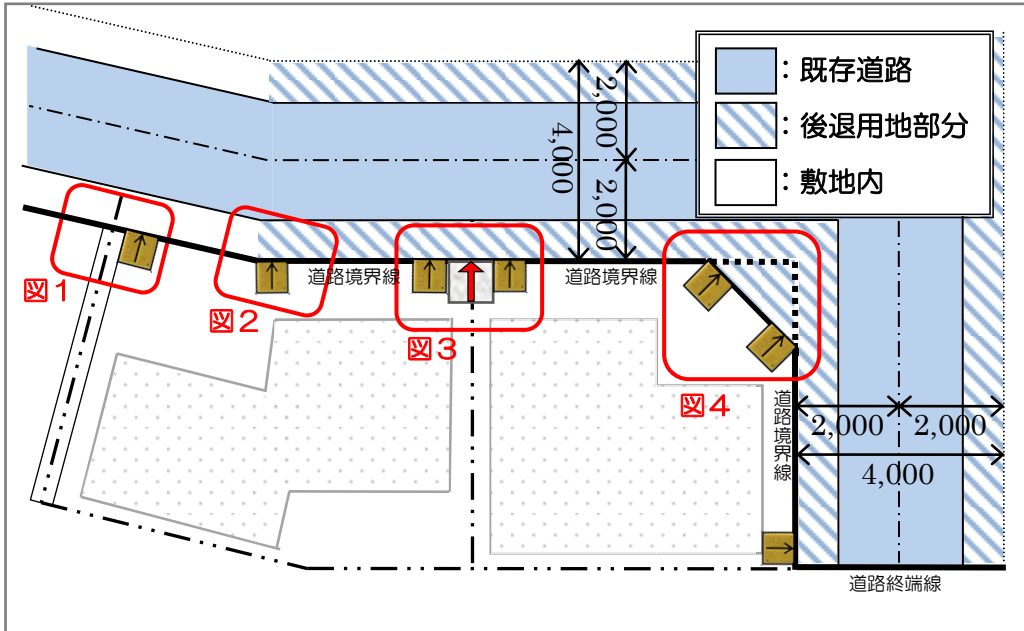 ：既存道路
：後退用地部分
：敷地内
2,000
4,000
2,000
図1
図2
図3
図4
道路境界線
道路境界線
道路境界線
2,000
2,000
4,000
道路終端線